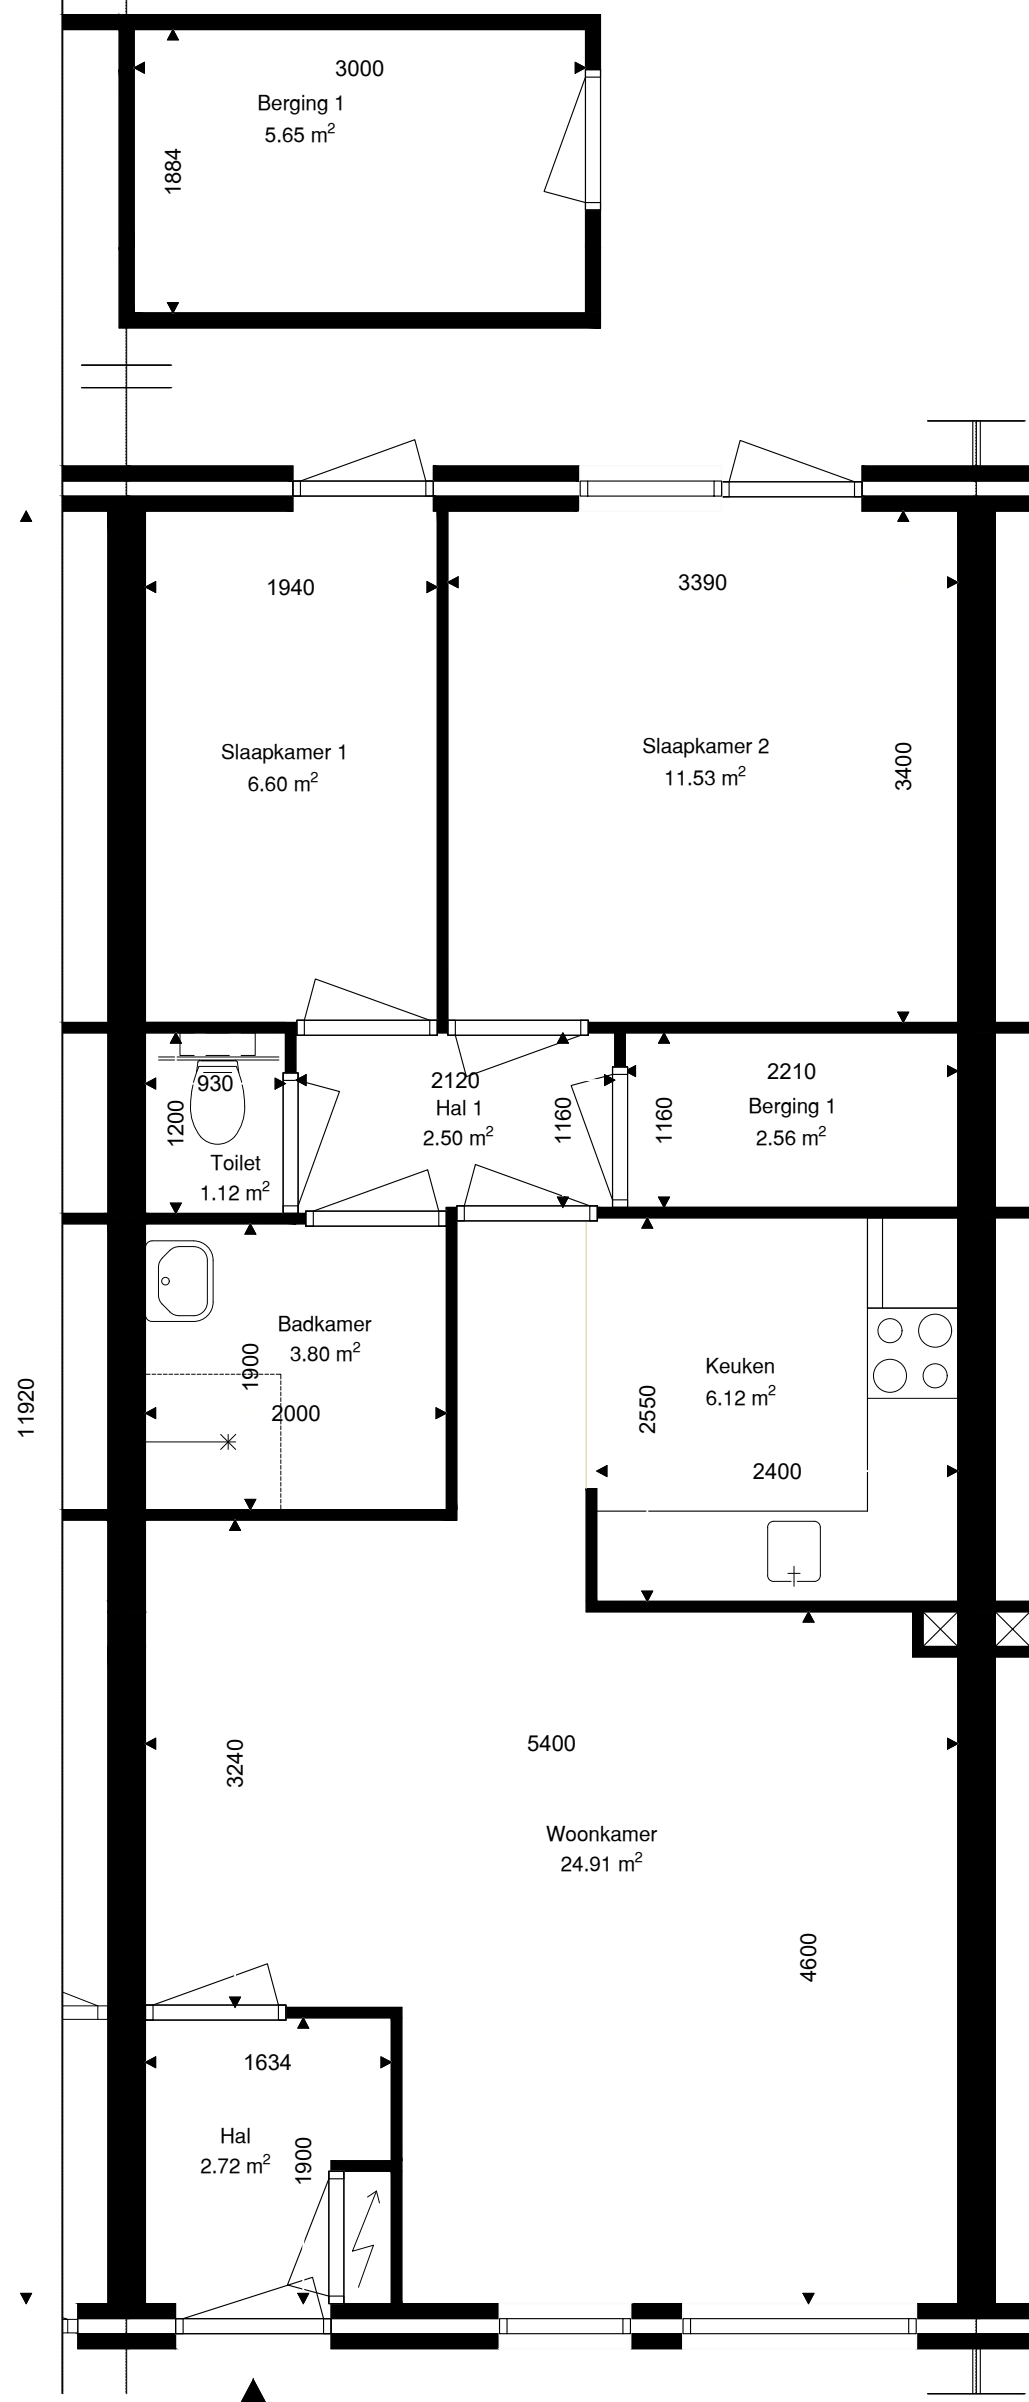 3000
Berging 1
5.65 m²
1884
1940
3390
Slaapkamer 1
6.60 m²
Slaapkamer 2
11.53 m²
3400
930
1200
Toilet
1.12 m²
2120
Hal 1
2.50 m²
1160
1160
2210
Berging 1
2.56 m²
Badkamer
3.80 m²
1900
2000
Keuken
6.12 m²
2550
2400
11920
5400
3240
Woonkamer
24.91 m²
4600
1634
Hal
2.72 m²
1900